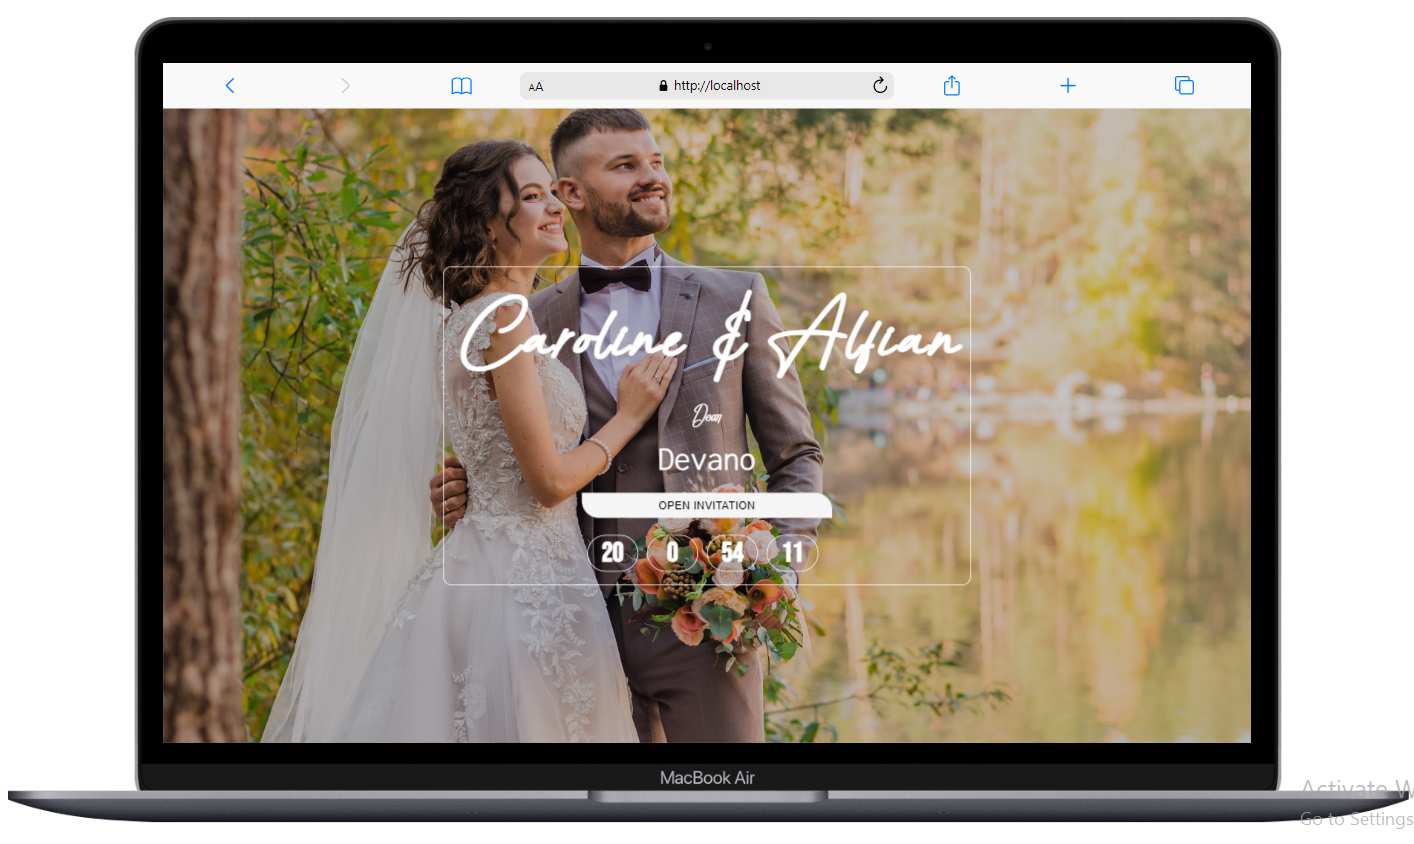 AA http://localhost
Caroline & Alfian
Dear
Devano
OPEN INVITATION
20 0 54 11
MacBook Air
Activate W
Go to Settings